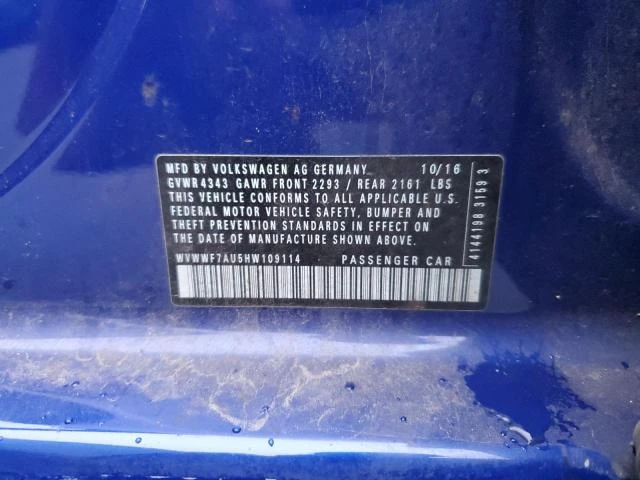 MFD BY VOLKSWAGEN AG GERMANY 10/16
GVWR 4343 GAWR FRONT 2293 / REAR 2161 LBS
THIS VEHICLE CONFORMS TO ALL APPLICABLE U.S.
FEDERAL MOTOR VEHICLE SAFETY, BUMPER AND
THEFT PREVENTION STANDARDS IN EFFECT ON
DATE OF MANUFACTURE SHOWN ABOVE.
WVWWF7AU5HW109114 PASSENGER CAR
4144198 3159 3